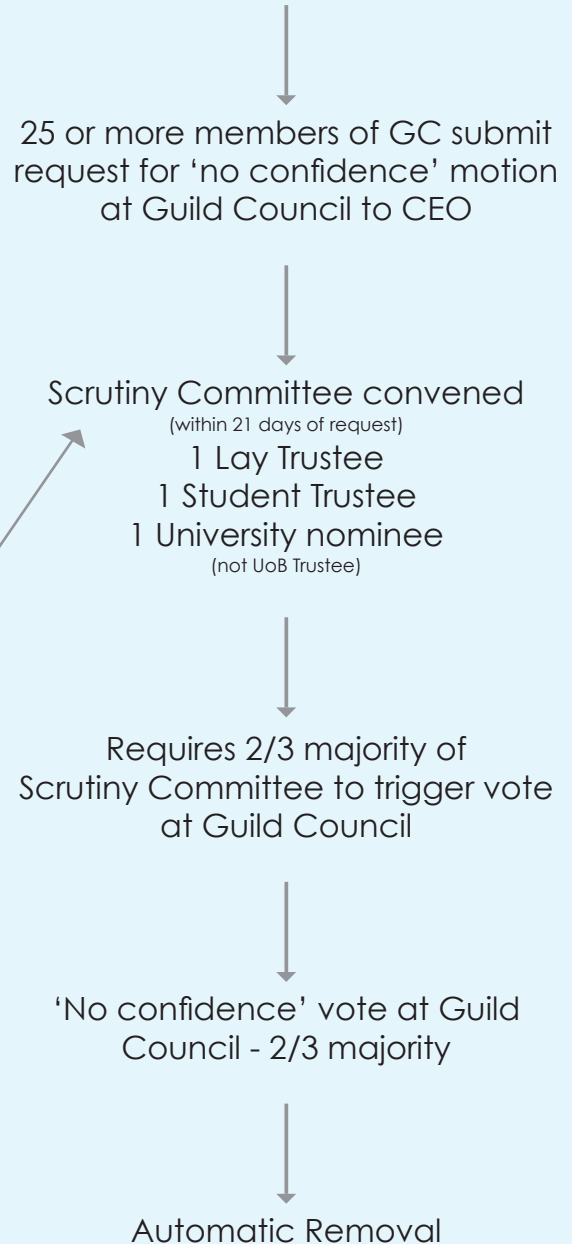 25 or more members of GC submit
request for ‘no confidence’ motion
at Guild Council to CEO
Scrutiny Committee convened
(within 21 days of request)
1 Lay Trustee
1 Student Trustee
1 University nominee
(not UoB Trustee)
Requires 2/3 majority of
Scrutiny Committee to trigger vote
at Guild Council
‘No confidence’ vote at Guild
Council - 2/3 majority
Automatic Removal